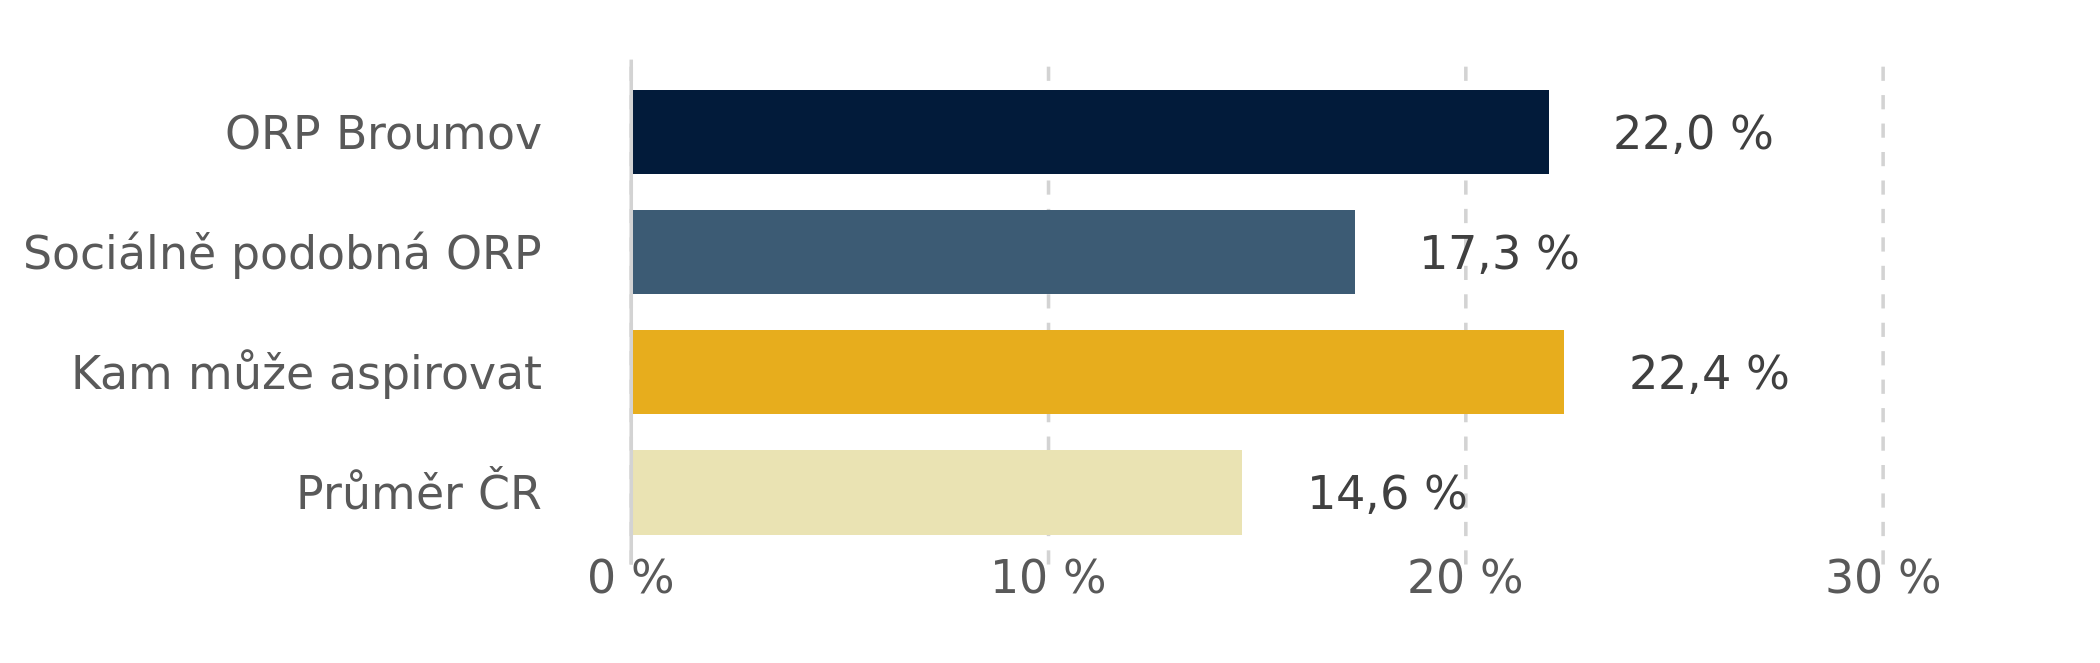 ORP Broumov 22,0 %
Sociálně podobná ORP 17,3 %
Kam může aspirovat 22,4 %
Průměr ČR 14,6 %
0 % 10 % 20 % 30 %